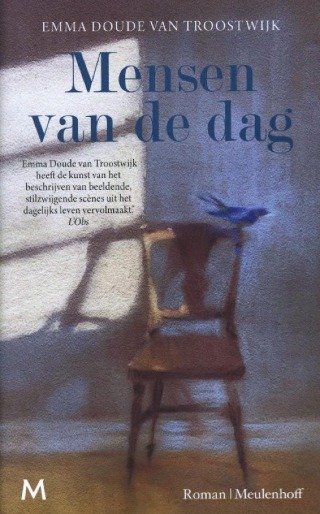 EMMA DOUDE VAN TROOSTWIJK
Mensen
van de dag
Emma Doude van Troostwijk
heeft de kunst van het
beschrijven van beeldende,
stilzwijgende scènes uit het
dagelijks leven vervolmaakt.'
L'Obs
M
Roman | Meulenhoff